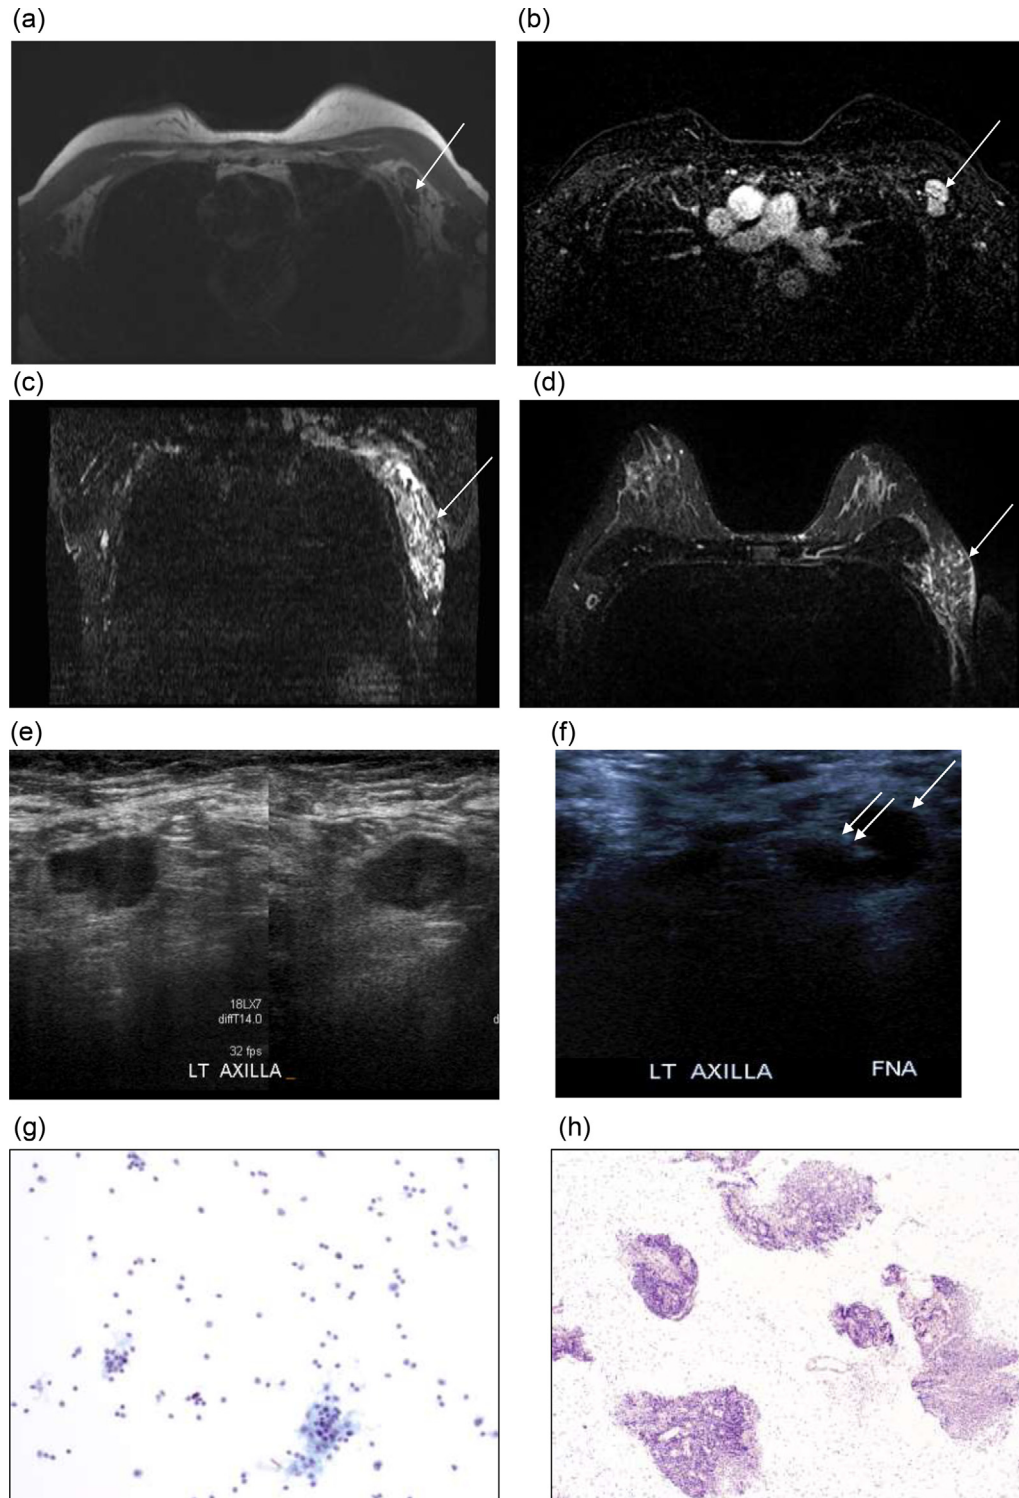 (a)
(b)
(c)
(d)
(e)
(f)
18LX7
diffT14.0
d
32 fps
LT AXILLA _
LT AXILLA FNA
(g)
(h)